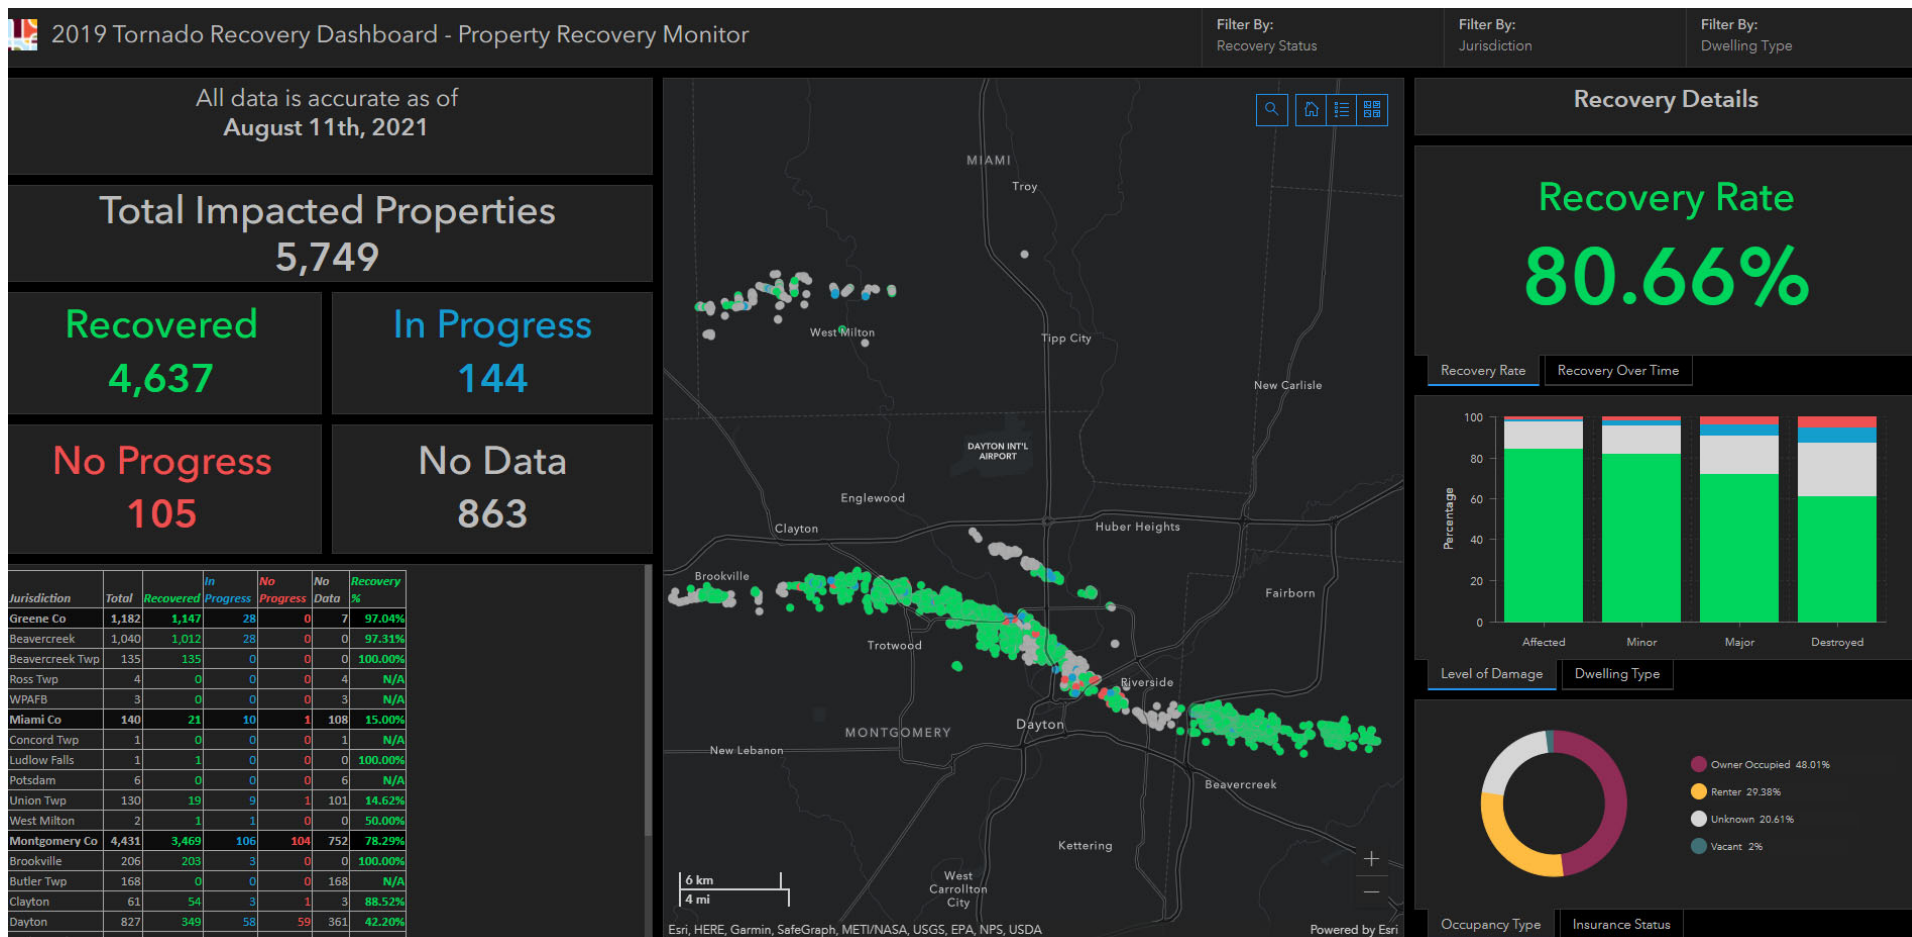 2019 Tornado Recovery Dashboard - Property Recovery Monitor
Filter By:
Recovery Status
Filter By:
Jurisdiction
Filter By:
Dwelling Type
All data is accurate as of
August 11th, 2021
Total Impacted Properties
5,749
Recovered
4,637
In Progress
144
No Progress
105
No Data
863
Jurisdiction Total Recovered In Progress No Progress No Data Recovery %
Greene Co 1,182 1,147 28 0 7 97.04%
Beavercreek 1,040 1,012 28 0 0 97.31%
Beavercreek Twp 135 135 0 0 0 100.00%
Ross Twp 4 0 0 0 4 N/A
WPAFB 3 0 0 0 3 N/A
Miami Co 140 21 10 1 108 15.00%
Concord Twp 1 0 0 0 1 N/A
Ludlow Falls 1 1 0 0 0 100.00%
Potsdam 6 0 0 0 6 N/A
Union Twp 130 19 9 1 101 14.62%
West Milton 2 1 1 0 0 50.00%
Montgomery Co 4,431 3,469 106 104 752 78.29%
Brookville 206 203 3 0 0 100.00%
Butler Twp 168 0 0 0 168 N/A
Clayton 61 54 3 1 3 88.52%
Dayton 827 349 58 59 361 42.20%
MIAMI
Troy
West Milton
Tipp City
New Carlisle
DAYTON INT'L
AIRPORT
Englewood
Clayton
Huber Heights
Brookville
Fairborn
Trotwood
Riverside
Dayton
MONTGOMERY
New Lebanon
Beavercreek
Kettering
West
Carrollton
City
6 km
4 mi
+
−
Esri, HERE, Garmin, SafeGraph, METI/NASA, USGS, EPA, NPS, USDA
Powered by Esri
Recovery Details
Recovery Rate
80.66%
Recovery Rate
Recovery Over Time
Percentage
100
80
60
40
20
0
Affected
Minor
Major
Destroyed
Level of Damage
Dwelling Type
Owner Occupied 48.01%
Renter 29.38%
Unknown 20.61%
Vacant 2%
Occupancy Type
Insurance Status